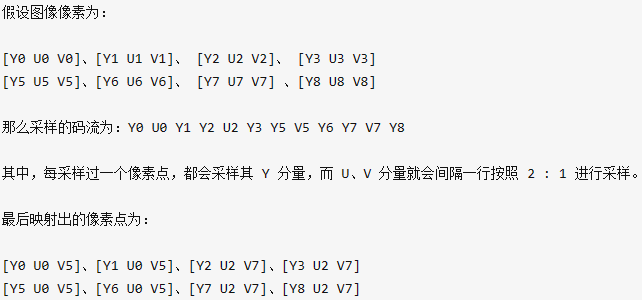 假设图像像素为：
[Y0 U0 V0]、[Y1 U1 V1]、 [Y2 U2 V2]、 [Y3 U3 V3]
[Y5 U5 V5]、[Y6 U6 V6]、 [Y7 U7 V7] 、[Y8 U8 V8]
那么采样的码流为：Y0 U0 Y1 Y2 U2 Y3 Y5 V5 Y6 Y7 V7 Y8
其中，每采样过一个像素点，都会采样其 Y 分量，而 U、V 分量就会间隔一行按照 2 : 1 进行采样。
最后映射出的像素点为：
[Y0 U0 V5]、[Y1 U0 V5]、[Y2 U2 V7]、[Y3 U2 V7]
[Y5 U0 V5]、[Y6 U0 V5]、[Y7 U2 V7]、[Y8 U2 V7]